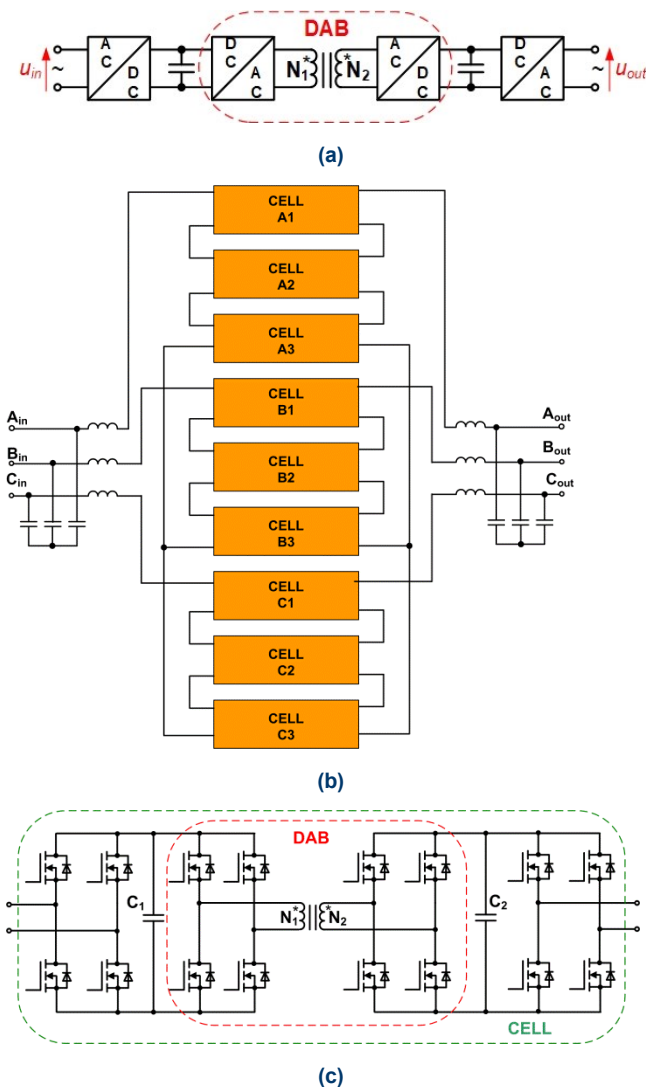 DAB
A C D C
D C A C
A C D C
D C A C
u_in ~ N1* *N2 ~ u_out
(a)
CELL
A1
CELL
A2
CELL
A3
CELL
B1
A_in
A_out
B_in
CELL
B2
B_out
C_in
C_out
CELL
B3
CELL
C1
CELL
C2
CELL
C3
(b)
DAB
C1 N1* *N2 C2
CELL
(c)